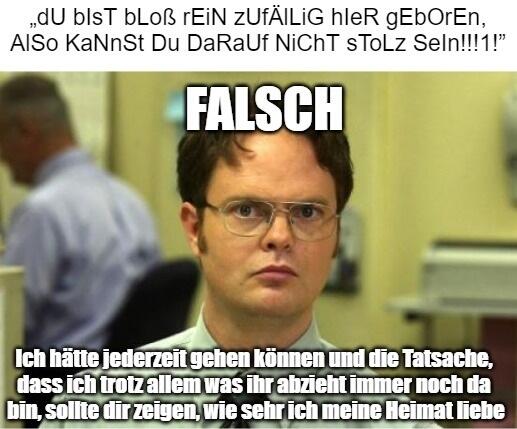 „dU bIsT bLoß rEiN zUfÄlLiG hIeR gEbOrEn,
AlSo KaNnSt Du DaRaUf NiChT sToLz SeIn!!!1!”
FALSCH
Ich hätte jederzeit gehen können und die Tatsache,
dass ich trotz allem was ihr abzieht immer noch da
bin, sollte dir zeigen, wie sehr ich meine Heimat liebe